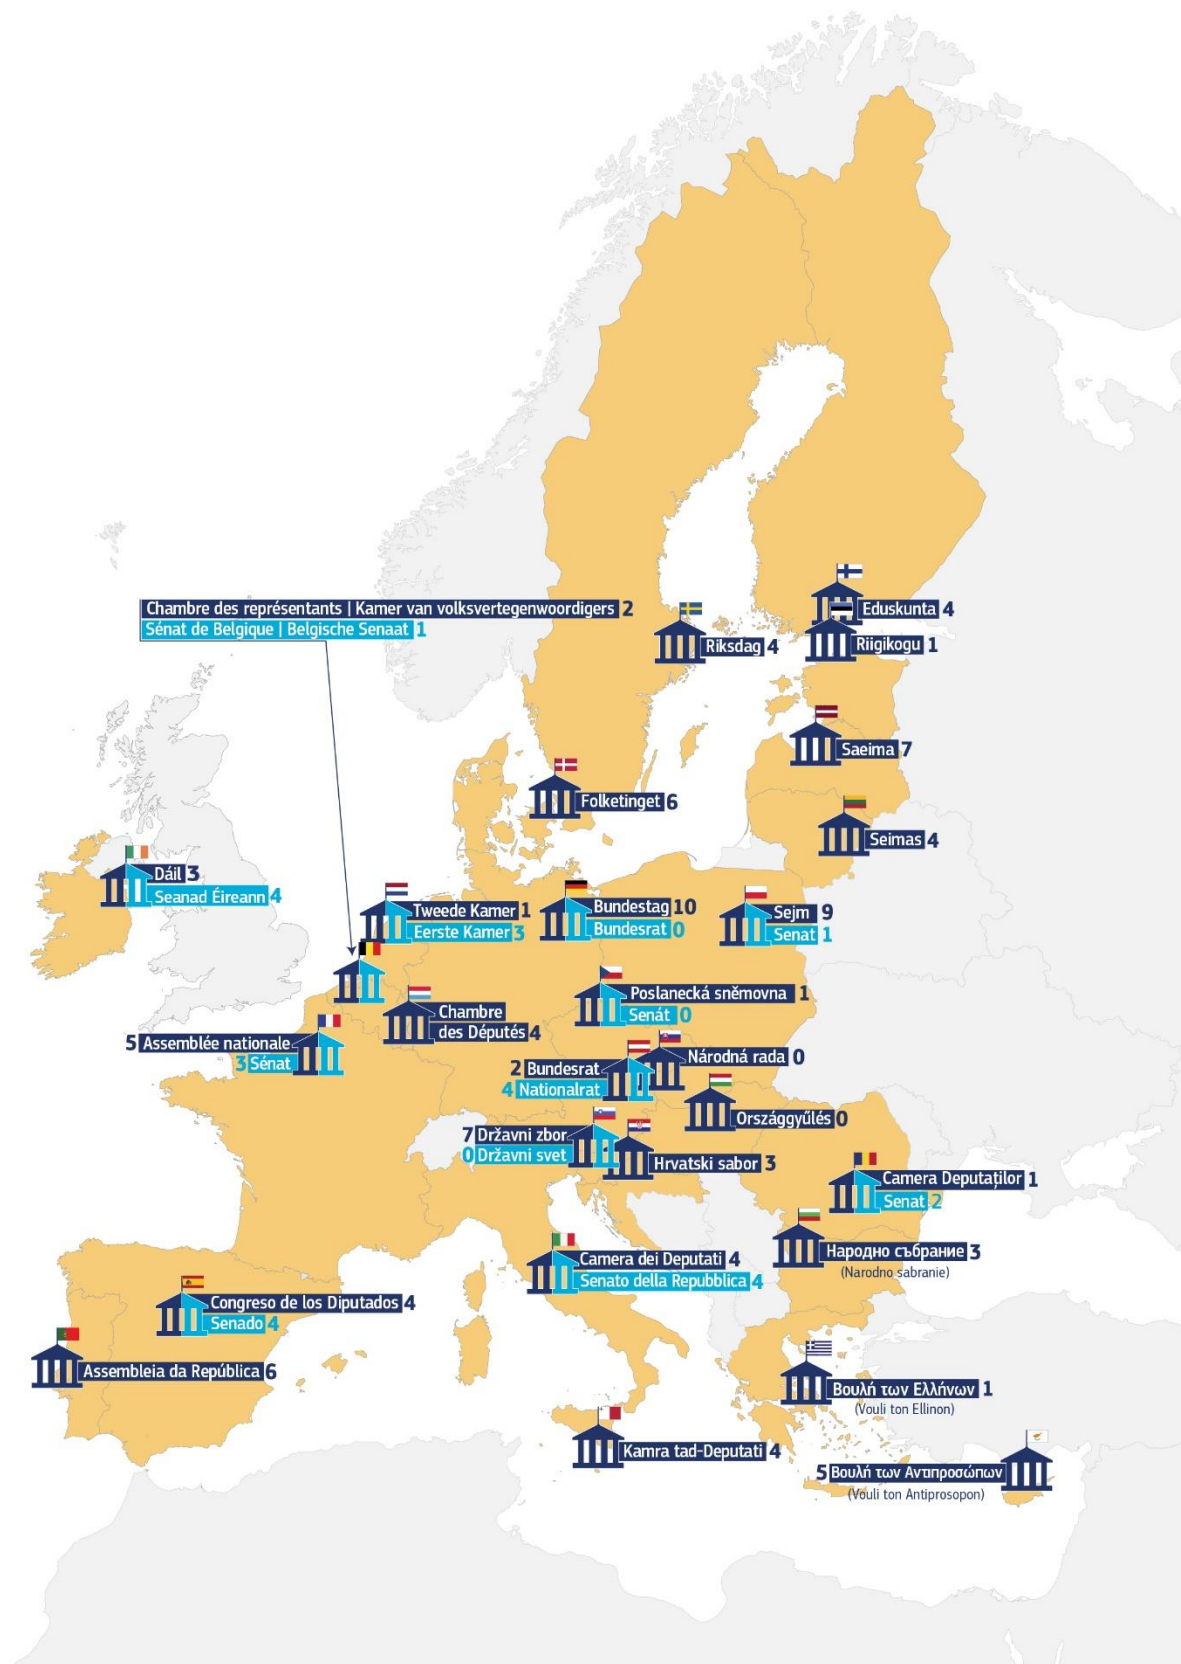 Eduskunta 4
Chambre des représentants | Kamer van volksvertegenwoordigers 2
Sénat de Belgique | Belgische Senaat 1
Riksdag 4
Riigikogu 1
Saeima 7
Folketinget 6
Seimas 4
Dáil 3
Seanad Éireann 4
Tweede Kamer 1
Eerste Kamer 3
Bundestag 10
Bundesrat 0
Sejm 9
Senat 1
Poslanecká sněmovna 1
Senát 0
Chambre
des Députés 4
5 Assemblée nationale
3 Sénat
Národná rada 0
2 Bundesrat
4 Nationalrat
Országgyűlés 0
7 Državni zbor
0 Državni svet
Hrvatski sabor 3
Camera Deputaților 1
Senat 2
Народно събрание 3
(Narodno sabranie)
Camera dei Deputati 4
Senato della Repubblica 4
Congreso de los Diputados 4
Senado 4
Assembleia da República 6
Βουλή των Ελλήνων 1
(Vouli ton Ellinon)
Kamra tad-Deputati 4
5 Βουλή των Αντιπροσώπων
(Vouli ton Antiprosopon)